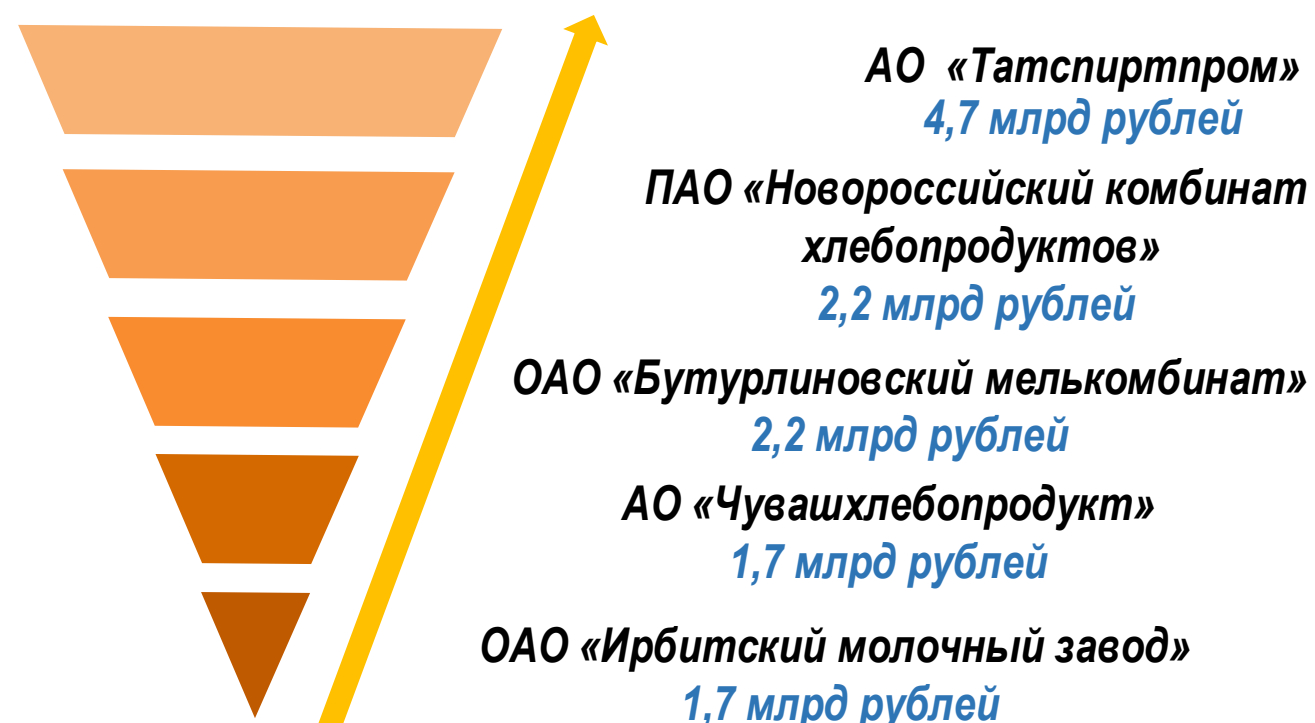 АО «Татспиртпром»
4,7 млрд рублей
ПАО «Новороссийский комбинат
хлебопродуктов»
2,2 млрд рублей
ОАО «Бутурлиновский мелькомбинат»
2,2 млрд рублей
АО «Чувашхлебопродукт»
1,7 млрд рублей
ОАО «Ирбитский молочный завод»
1,7 млрд рублей